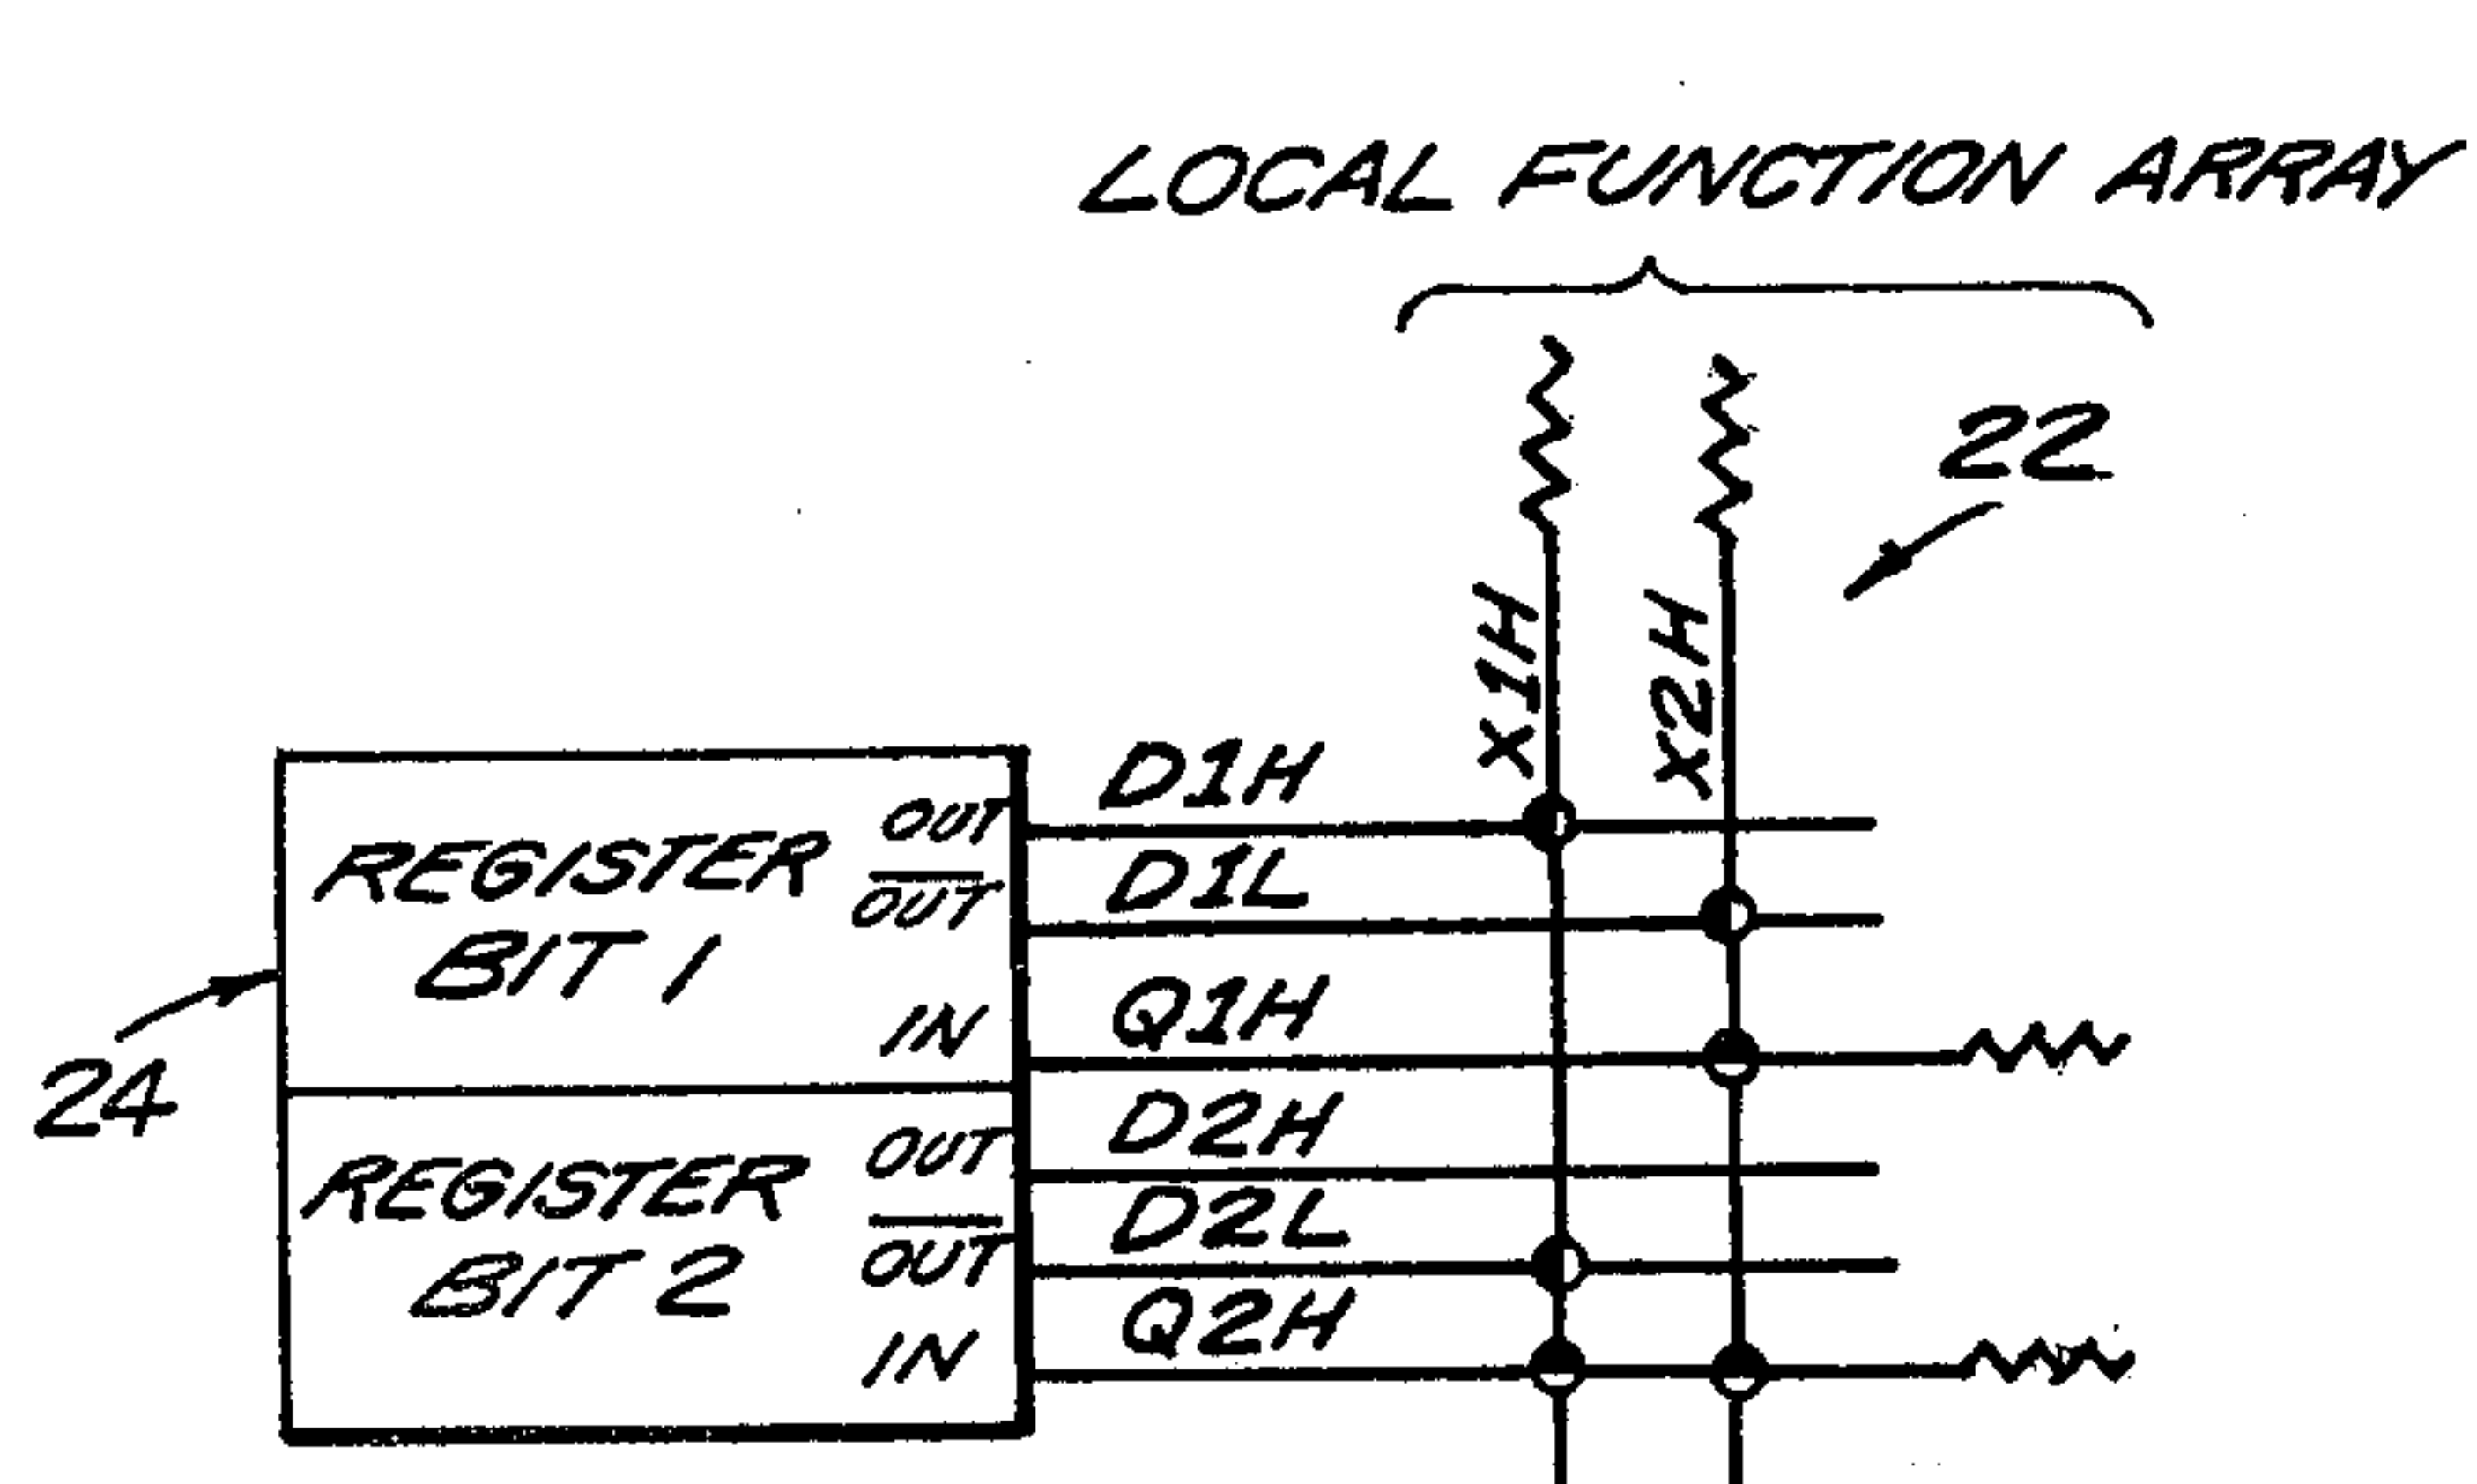 LOCAL FUNCTION ARRAY
22
X1H
X2H
D1H
OUT
REGISTER
BIT 1
D1L
OUT
Q1H
IN
24
D2H
OUT
REGISTER
BIT 2
D2L
OUT
Q2H
IN